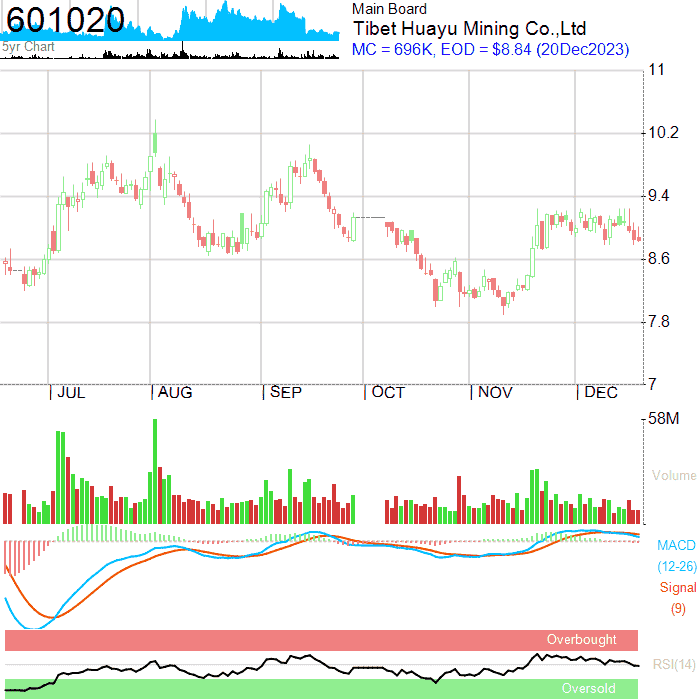 601020
5yr Chart
Main Board
Tibet Huayu Mining Co.,Ltd
MC = 696K, EOD = $8.84 (20Dec2023)
11
10.2
9.4
8.6
7.8
7
JUL AUG SEP OCT NOV DEC
58M
Volume
MACD
(12-26)
Signal
(9)
Overbought
RSI(14)
Oversold